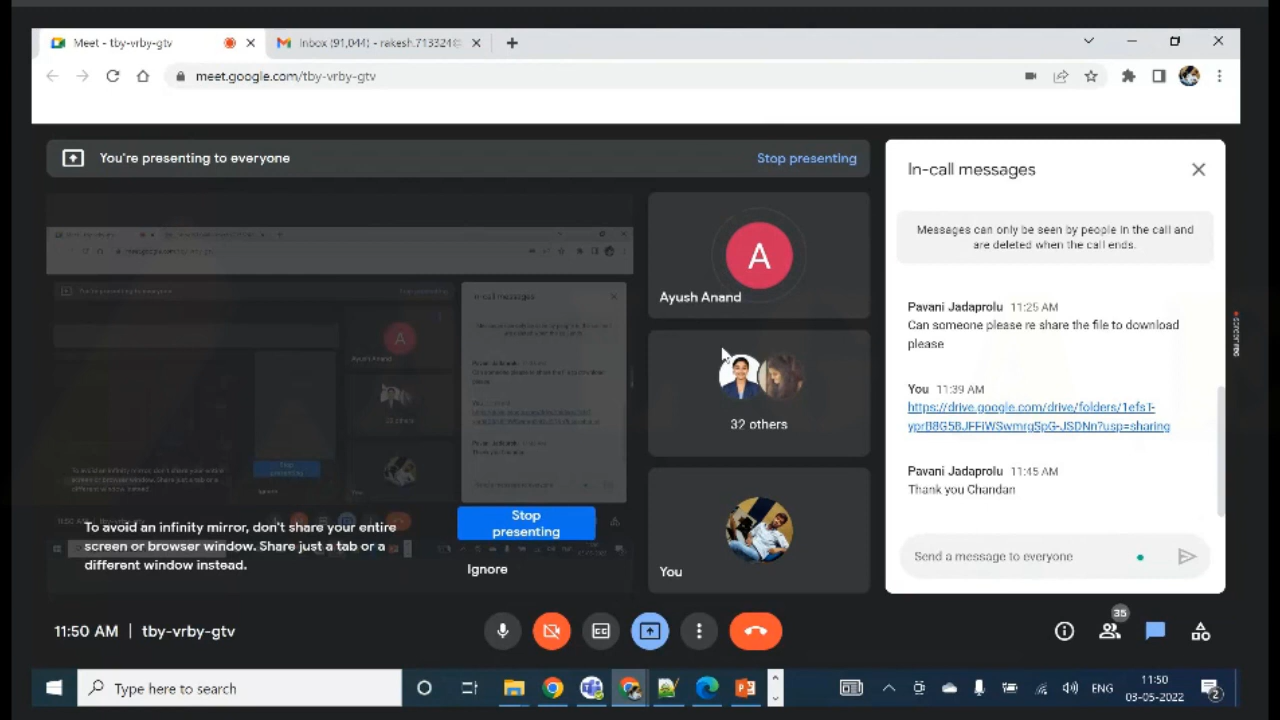 Meet - tby-vrby-gtv
Inbox (91,044) - rakesh.713324@
meet.google.com/tby-vrby-gtv
You're presenting to everyone
Stop presenting
In-call messages
Messages can only be seen by people in the call and
are deleted when the call ends.
Pavani Jadaprolu 11:25 AM
Can someone please re share the file to download
please
You 11:39 AM
https://drive.google.com/drive/folders/1efsT-
Pavani Jadaprolu 11:45 AM
Thank you Chandan
Send a message to everyone
A
Ayush Anand
32 others
You
To avoid an infinity mirror, don't share your entire
screen or browser window. Share just a tab or a
different window instead.
Stop
presenting
Ignore
11:50 AM | tby-vrby-gtv
35
Type here to search
ENG
11:50
03-05-2022
2